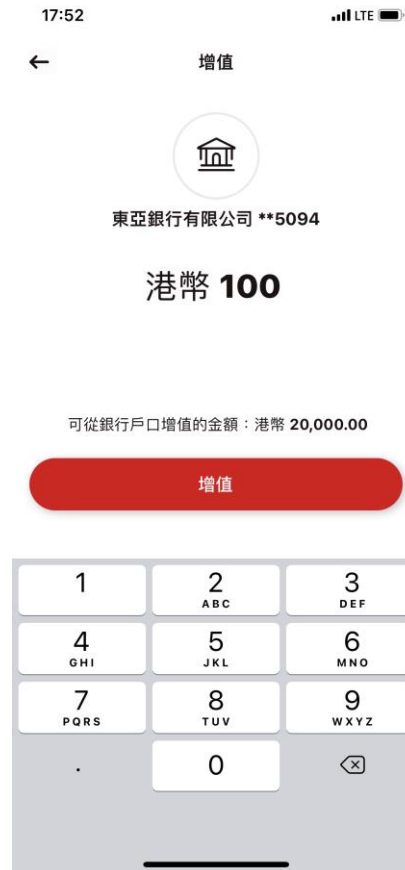 17:52 LTE
增值
東亞銀行有限公司 **5094
港幣 100
可從銀行戶口增值的金額：港幣 20,000.00
增值
1 2 3
ABC DEF
4 5 6
GHI JKL MNO
7 8 9
PQRS TUV WXYZ
. 0